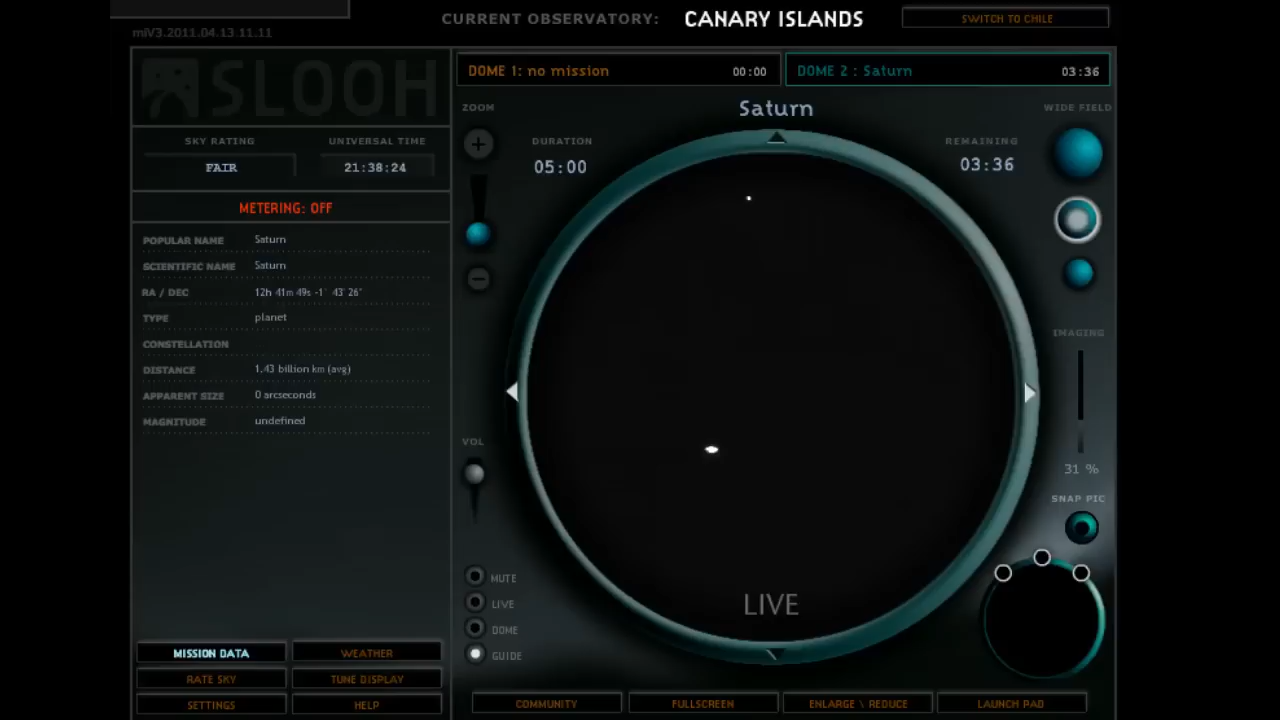 CURRENT OBSERVATORY: CANARY ISLANDS
SWITCH TO CHILE
miV3.2011.04.13.11.11
SLOOH
DOME 1: no mission 00:00
DOME 2 : Saturn 03:36
SKY RATING
FAIR
UNIVERSAL TIME
21:38:24
METERING: OFF
POPULAR NAME Saturn
SCIENTIFIC NAME Saturn
RA / DEC 12h 41m 49s -1° 43' 26"
TYPE planet
CONSTELLATION
DISTANCE 1.43 billion km (avg)
APPARENT SIZE 0 arcseconds
MAGNITUDE undefined
MISSION DATA
WEATHER
RATE SKY
TUNE DISPLAY
SETTINGS
HELP
ZOOM
Saturn
WIDE FIELD
DURATION
05:00
REMAINING
03:36
IMAGING
31 %
VOL
SNAP PIC
MUTE
LIVE
DOME
GUIDE
LIVE
COMMUNITY
FULLSCREEN
ENLARGE \ REDUCE
LAUNCH PAD